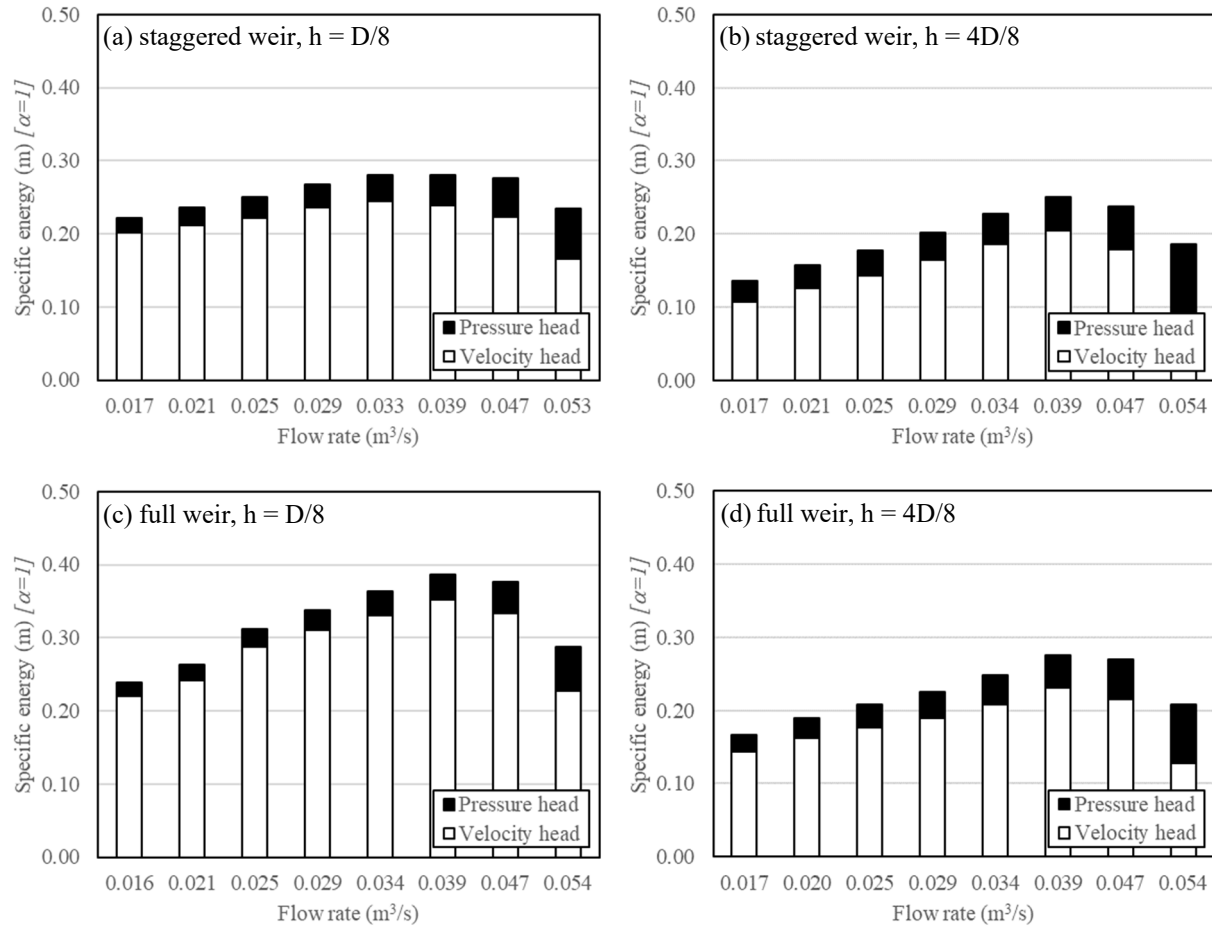 (a) staggered weir, h = D/8
Specific energy (m) [α=1]
0.50
0.40
0.30
0.20
0.10
0.00
Pressure head
Velocity head
0.017 0.021 0.025 0.029 0.033 0.039 0.047 0.053
Flow rate (m³/s)
(b) staggered weir, h = 4D/8
Specific energy (m) [α=1]
0.50
0.40
0.30
0.20
0.10
0.00
Pressure head
Velocity head
0.017 0.021 0.025 0.029 0.034 0.039 0.047 0.054
Flow rate (m³/s)
(c) full weir, h = D/8
Specific energy (m) [α=1]
0.50
0.40
0.30
0.20
0.10
0.00
Pressure head
Velocity head
0.016 0.021 0.025 0.029 0.034 0.039 0.047 0.054
Flow rate (m³/s)
(d) full weir, h = 4D/8
Specific energy (m) [α=1]
0.50
0.40
0.30
0.20
0.10
0.00
Pressure head
Velocity head
0.017 0.020 0.025 0.029 0.034 0.039 0.047 0.054
Flow rate (m³/s)